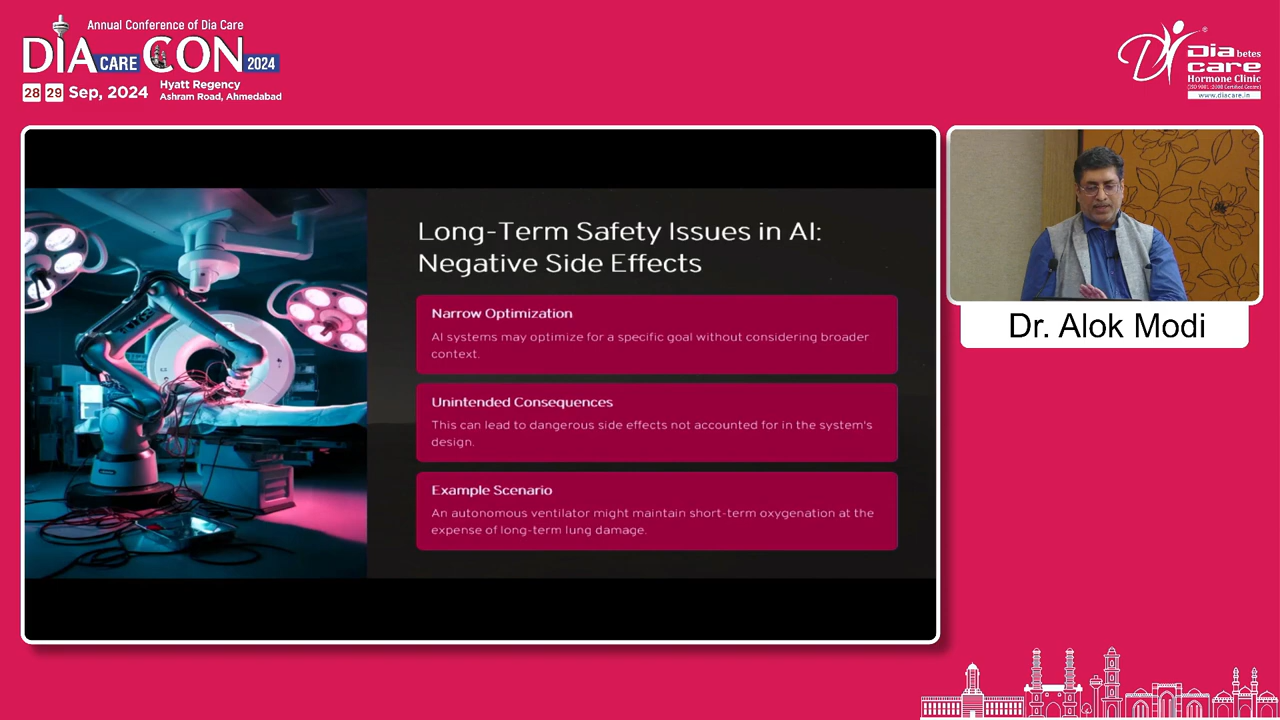 Annual Conference of Dia Care
DIA CARE CON 2024
28 29 Sep, 2024
Hyatt Regency
Ashram Road, Ahmedabad
Diabetes
care
Hormone Clinic
(ISO 9001:2008 Certified Centre)
www.diacare.in
Long-Term Safety Issues in AI:
Negative Side Effects
Narrow Optimization
AI systems may optimize for a specific goal without considering broader
context.
Unintended Consequences
This can lead to dangerous side effects not accounted for in the system's
design.
Example Scenario
An autonomous ventilator might maintain short-term oxygenation at the
expense of long-term lung damage.
Dr. Alok Modi